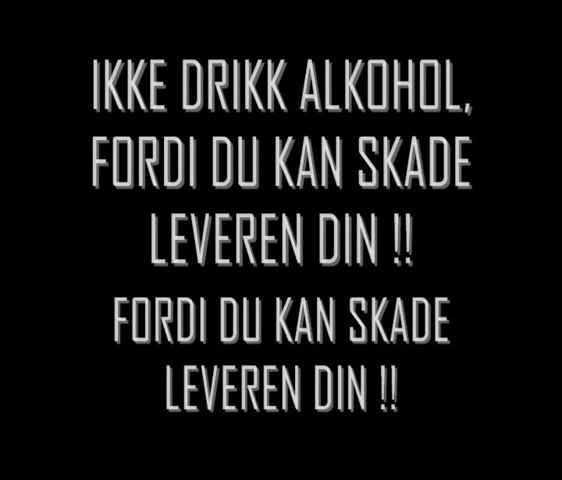 IKKE DRIKK ALKOHOL,
FORDI DU KAN SKADE
LEVEREN DIN !!
FORDI DU KAN SKADE
LEVEREN DIN !!